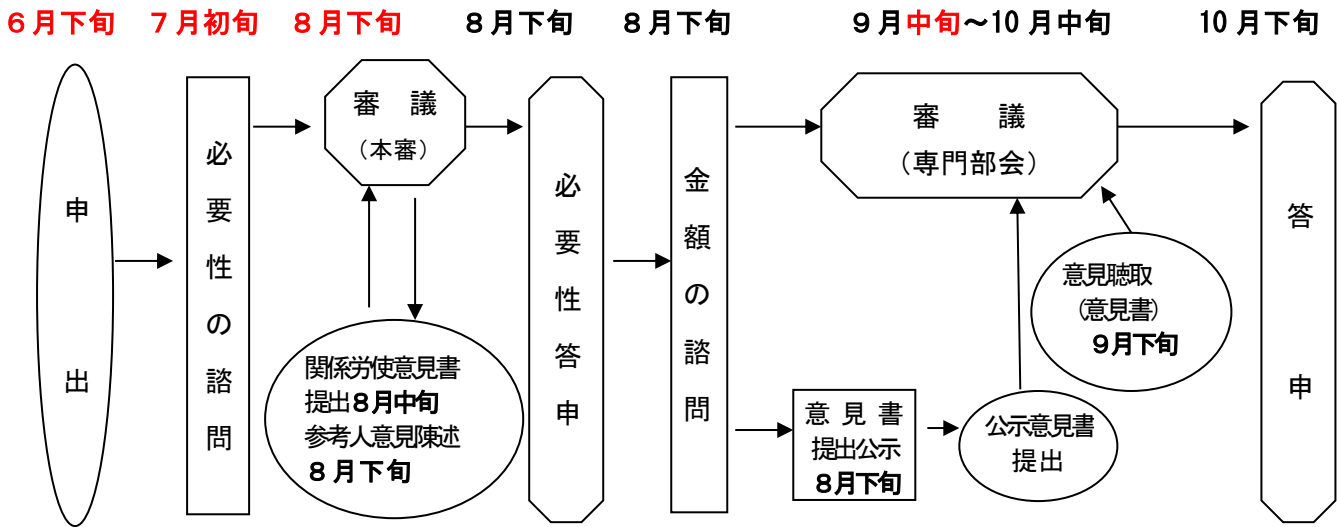 ６月下旬　７月初旬　８月下旬　８月下旬　８月下旬　９月中旬～10月中旬　10月下旬
申出
必要性の諮問
審　議
（本審）
関係労使意見書
提出８月中旬
参考人意見陳述
８月下旬
必要性答申
金額の諮問
審　　議
（専門部会）
意見書
提出公示
８月下旬
公示意見書
提出
意見聴取
(意見書)
９月下旬
答申